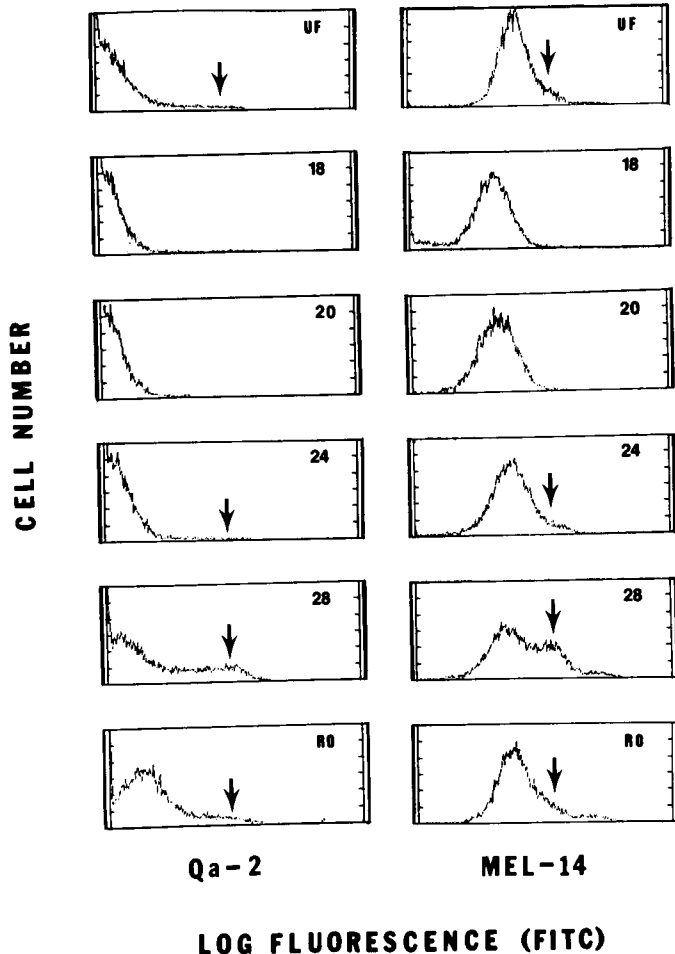 UF UF
18 18
20 20
24 24
28 28
RO RO
CELL NUMBER
Qa-2 MEL-14
LOG FLUORESCENCE (FITC)